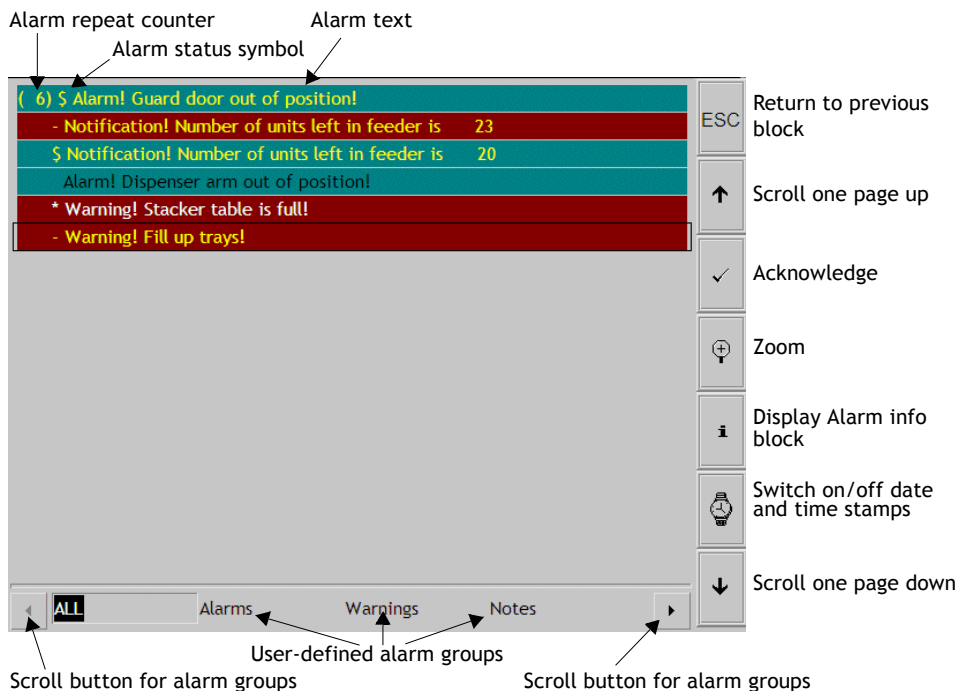 Alarm repeat counter
Alarm text
Alarm status symbol
( 6) $ Alarm! Guard door out of position!
- Notification! Number of units left in feeder is 23
$ Notification! Number of units left in feeder is 20
Alarm! Dispenser arm out of position!
* Warning! Stacker table is full!
- Warning! Fill up trays!
ESC
Return to previous
block
Scroll one page up
Acknowledge
Zoom
i
Display Alarm info
block
Switch on/off date
and time stamps
Scroll one page down
ALL Alarms Warnings Notes
User-defined alarm groups
Scroll button for alarm groups
Scroll button for alarm groups